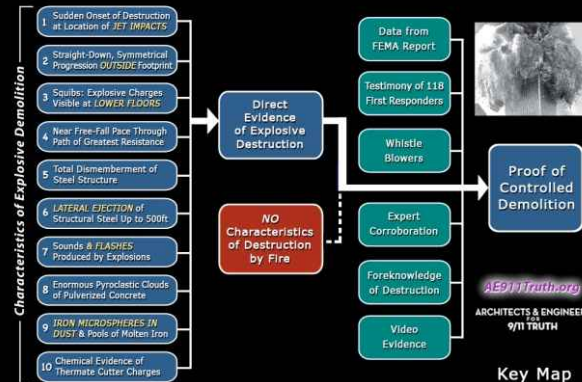 Characteristics of Explosive Demolition
1 Sudden Onset of Destruction
at Location of JET IMPACTS
2 Straight-Down, Symmetrical
Progression OUTSIDE Footprint
3 Squibs: Explosive Charges
Visible at LOWER FLOORS
4 Near Free-Fall Pace Through
Path of Greatest Resistance
5 Total Dismemberment of
Steel Structure
6 LATERAL EJECTION of
Structural Steel Up to 500ft
7 Sounds & FLASHES
Produced by Explosions
8 Enormous Pyroclastic Clouds
of Pulverized Concrete
9 IRON MICROSPHERES IN
DUST & Pools of Molten Iron
10 Chemical Evidence of
Thermate Cutter Charges
Direct
Evidence
of Explosive
Destruction
NO
Characteristics
of Destruction
by Fire
Data from
FEMA Report
Testimony of 118
First Responders
Whistle
Blowers
Expert
Corroboration
Foreknowledge
of Destruction
Video
Evidence
Proof of
Controlled
Demolition
AE911Truth.org
ARCHITECTS & ENGINEE
FOR
9/11 TRUTH
Key Map